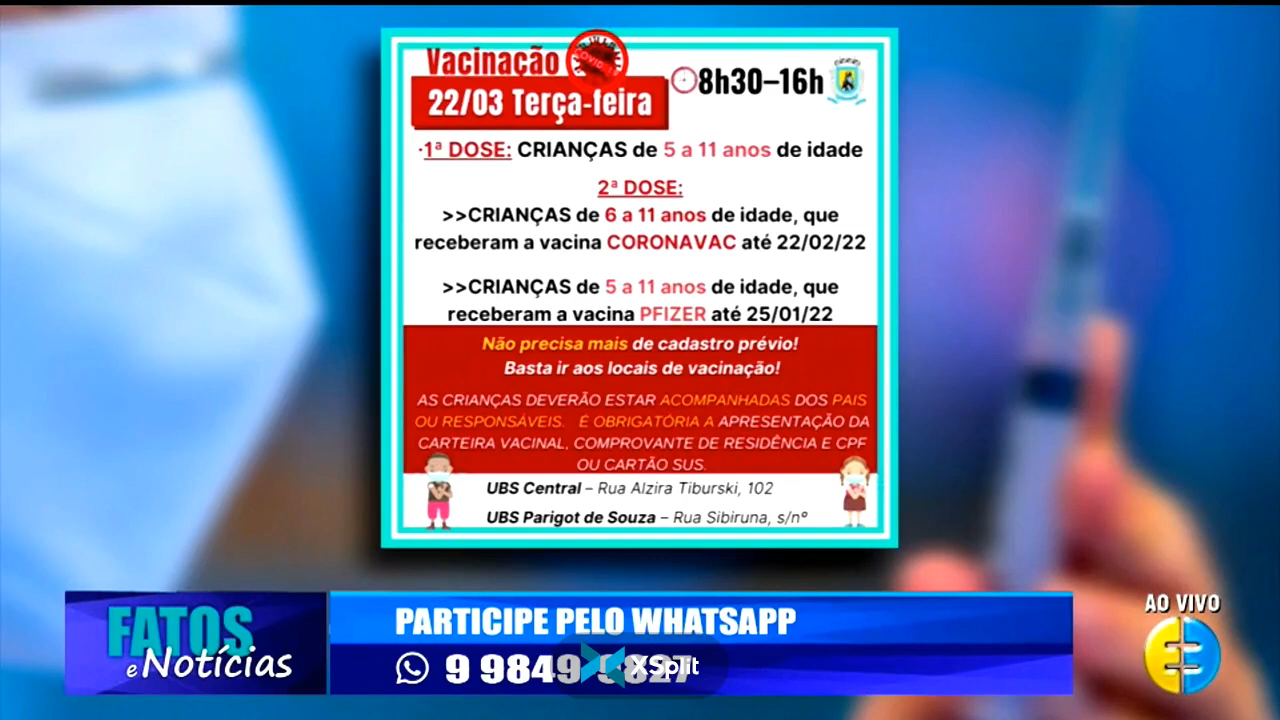 Vacinação
COVID-19
22/03 Terça-feira
8h30–16h
·1ª DOSE: CRIANÇAS de 5 a 11 anos de idade
2ª DOSE:
>>CRIANÇAS de 6 a 11 anos de idade, que
receberam a vacina CORONAVAC até 22/02/22
>>CRIANÇAS de 5 a 11 anos de idade, que
receberam a vacina PFIZER até 25/01/22
Não precisa mais de cadastro prévio!
Basta ir aos locais de vacinação!
AS CRIANÇAS DEVERÃO ESTAR ACOMPANHADAS DOS PAIS
OU RESPONSÁVEIS. É OBRIGATÓRIA A APRESENTAÇÃO DA
CARTEIRA VACINAL, COMPROVANTE DE RESIDÊNCIA E CPF
OU CARTÃO SUS.
UBS Central – Rua Alzira Tiburski, 102
UBS Parigot de Souza – Rua Sibiruna, s/nº
AO VIVO
FATOS
e Notícias
PARTICIPE PELO WHATSAPP
9 9849 9827
XSplit